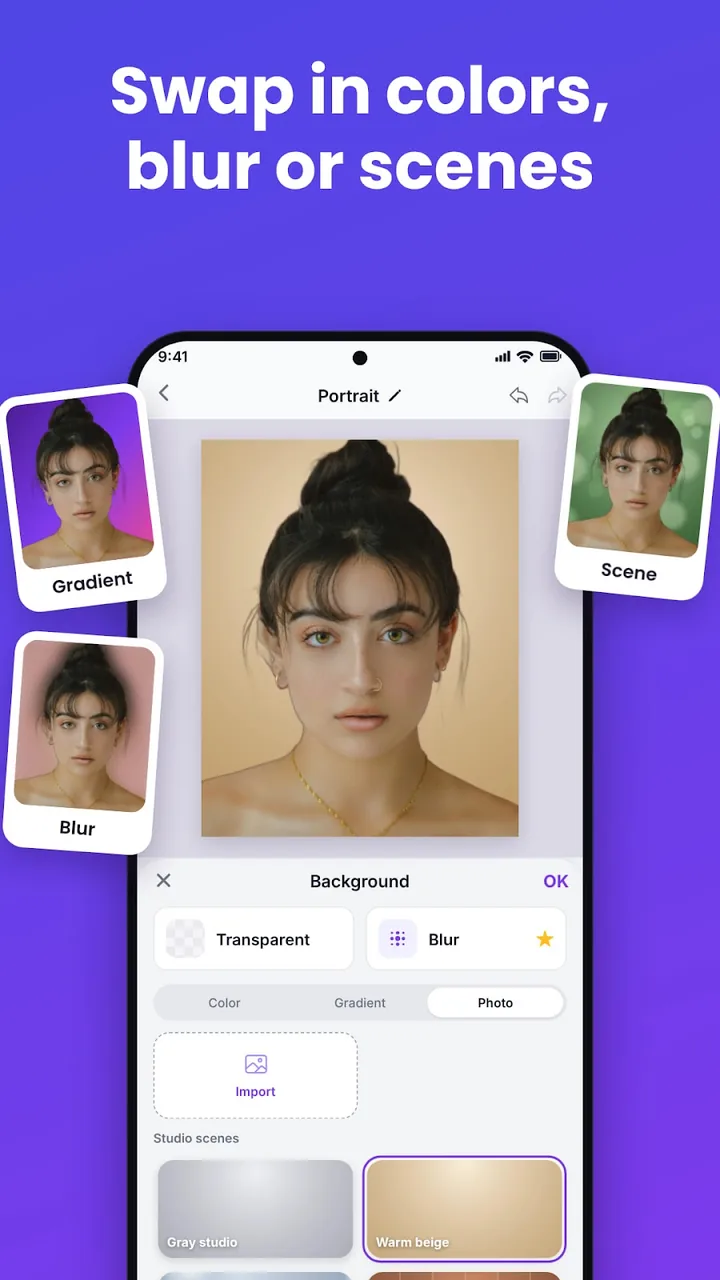 Swap in colors,
blur or scenes
9:41
Portrait
Gradient
Scene
Blur
Background
OK
Transparent
Blur
Color
Gradient
Photo
Import
Studio scenes
Gray studio
Warm beige